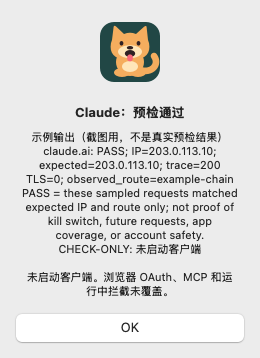 Claude：预检通过
示例输出（截图用，不是真实预检结果）
claude.ai: PASS; IP=203.0.113.10;
expected=203.0.113.10; trace=200
TLS=0; observed_route=example-chain
PASS = these sampled requests matched
expected IP and route only; not proof of
kill switch, future requests, app
coverage, or account safety.
CHECK-ONLY: 未启动客户端
未启动客户端。浏览器 OAuth、MCP 和运
行中拦截未覆盖。
OK